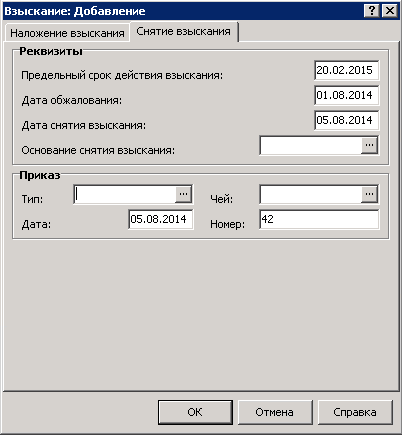 Взыскание: Добавление
Наложение взыскания Снятие взыскания
Реквизиты
Предельный срок действия взыскания: 20.02.2015
Дата обжалования: 01.08.2014
Дата снятия взыскания: 05.08.2014
Основание снятия взыскания: ...
Приказ
Тип: ... Чей: ...
Дата: 05.08.2014 Номер: 42
ОК Отмена Справка